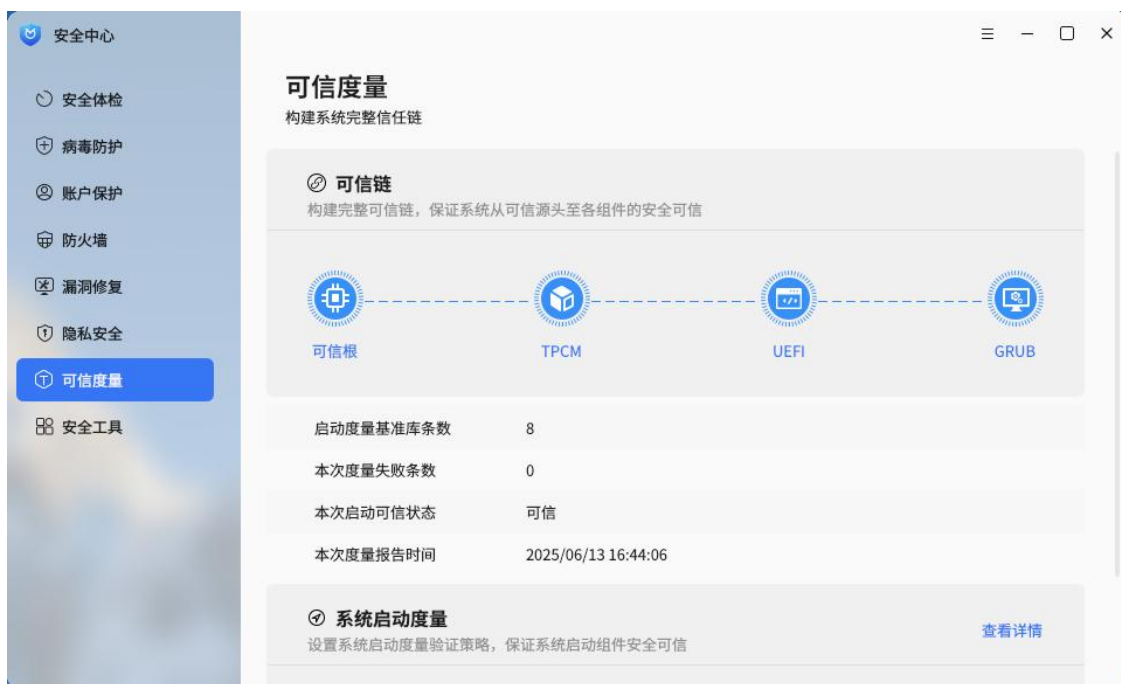 安全中心
安全体检
病毒防护
账户保护
防火墙
漏洞修复
隐私安全
可信度量
安全工具
可信度量
构建系统完整信任链
可信链
构建完整可信链，保证系统从可信源头至各组件的安全可信
可信根 TPCM UEFI GRUB
启动度量基准库条数 8
本次度量失败条数 0
本次启动可信状态 可信
本次度量报告时间 2025/06/13 16:44:06
系统启动度量
设置系统启动度量验证策略，保证系统启动组件安全可信
查看详情